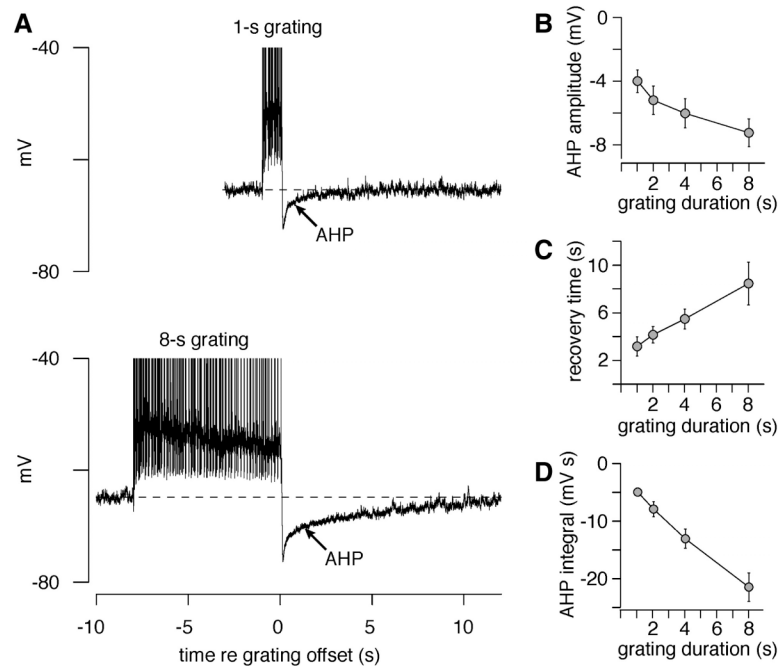 A
1-s grating
-40
mV
-80
AHP
8-s grating
-40
mV
-80
AHP
-10
-5
0
5
10
time re grating offset (s)
B
AHP amplitude (mV)
0
-4
-8
2 4 6 8
grating duration (s)
C
recovery time (s)
10
6
2
2 4 6 8
grating duration (s)
D
AHP integral (mV s)
0
-10
-20
2 4 6 8
grating duration (s)